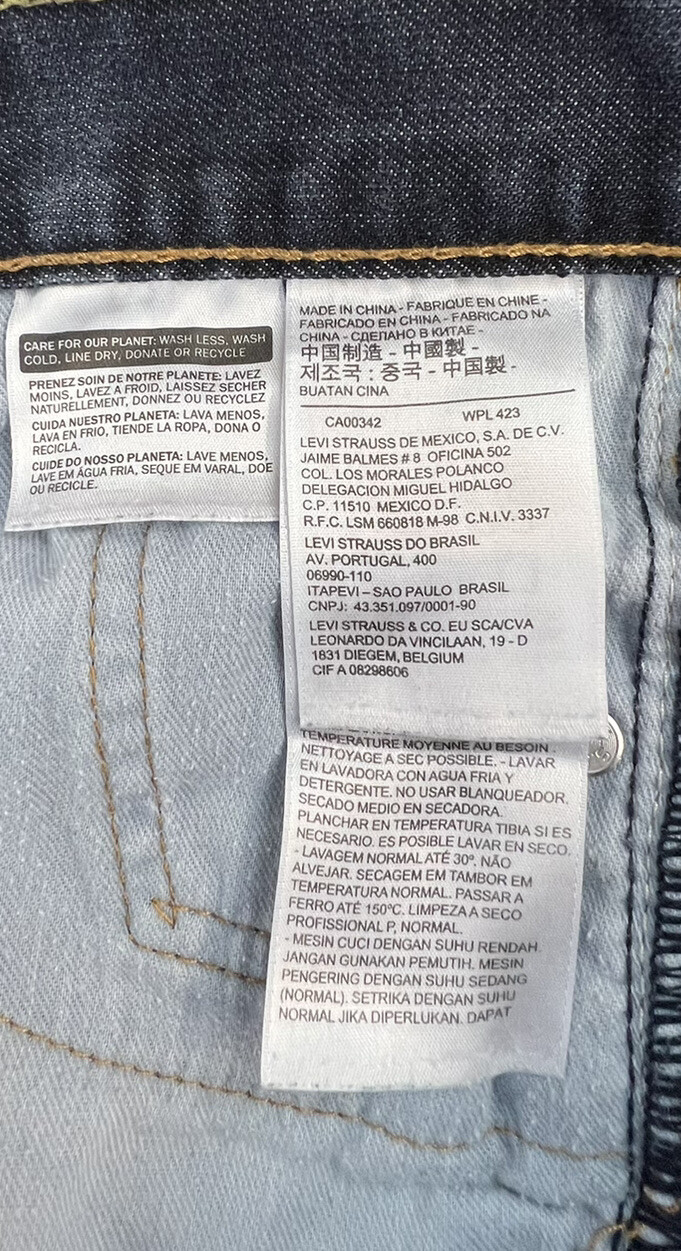 CARE FOR OUR PLANET: WASH LESS, WASH
COLD, LINE DRY, DONATE OR RECYCLE
PRENEZ SOIN DE NOTRE PLANETE: LAVEZ
MOINS, LAVEZ A FROID, LAISSEZ SECHER
NATURELLEMENT, DONNEZ OU RECYCLEZ
CUIDA NUESTRO PLANETA: LAVA MENOS,
LAVA EN FRIO, TIENDE LA ROPA, DONA O
RECICLA.
CUIDE DO NOSSO PLANETA: LAVE MENOS,
LAVE EM ÁGUA FRIA, SEQUE EM VARAL, DOE
OU RECICLE.
MADE IN CHINA - FABRIQUE EN CHINE -
FABRICADO EN CHINA - FABRICADO NA
CHINA - СДЕЛАНО В КИТАЕ -
中国制造 - 中國製 -
제조국 : 중국 - 中国製 -
BUATAN CINA
CA00342 WPL 423
LEVI STRAUSS DE MEXICO, S.A. DE C.V.
JAIME BALMES # 8 OFICINA 502
COL. LOS MORALES POLANCO
DELEGACION MIGUEL HIDALGO
C.P. 11510 MEXICO D.F.
R.F.C. LSM 660818 M-98 C.N.I.V. 3337
LEVI STRAUSS DO BRASIL
AV. PORTUGAL, 400
06990-110
ITAPEVI – SAO PAULO BRASIL
CNPJ: 43.351.097/0001-90
LEVI STRAUSS & CO. EU SCA/CVA
LEONARDO DA VINCILAAN, 19 - D
1831 DIEGEM, BELGIUM
CIF A 08298606
TEMPERATURE MOYENNE AU BESOIN .
NETTOYAGE A SEC POSSIBLE. - LAVAR
EN LAVADORA CON AGUA FRIA Y
DETERGENTE. NO USAR BLANQUEADOR.
SECADO MEDIO EN SECADORA.
PLANCHAR EN TEMPERATURA TIBIA SI ES
NECESARIO. ES POSIBLE LAVAR EN SECO.
- LAVAGEM NORMAL ATÉ 30º. NÃO
ALVEJAR. SECAGEM EM TAMBOR EM
TEMPERATURA NORMAL. PASSAR A
FERRO ATÉ 150ºC. LIMPEZA A SECO
PROFISSIONAL P, NORMAL.
- MESIN CUCI DENGAN SUHU RENDAH.
JANGAN GUNAKAN PEMUTIH. MESIN
PENGERING DENGAN SUHU SEDANG
(NORMAL). SETRIKA DENGAN SUHU
NORMAL JIKA DIPERLUKAN. DAPAT